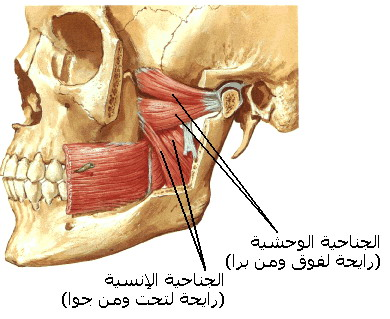 الجناحية الوحشية
(رايحة لفوق ومن برا)
الجناحية الإنسية
(رايحة لتحت ومن جوا)